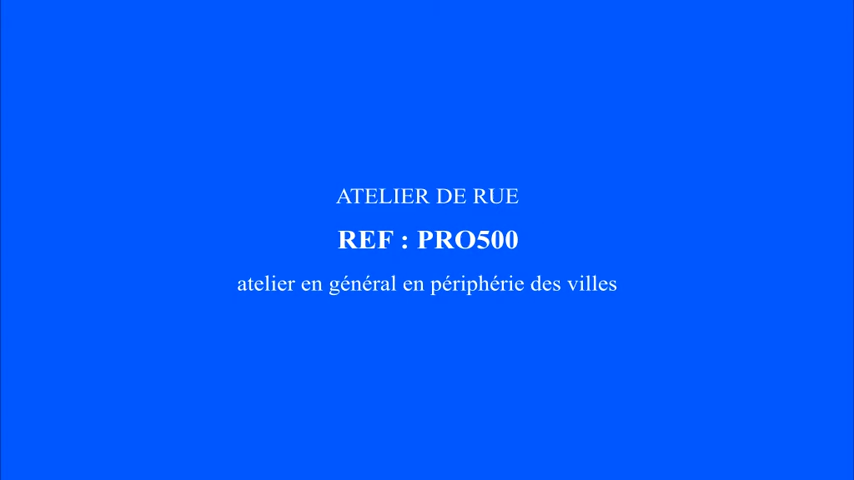 ATELIER DE RUE
REF : PRO500
atelier en général en périphérie des villes